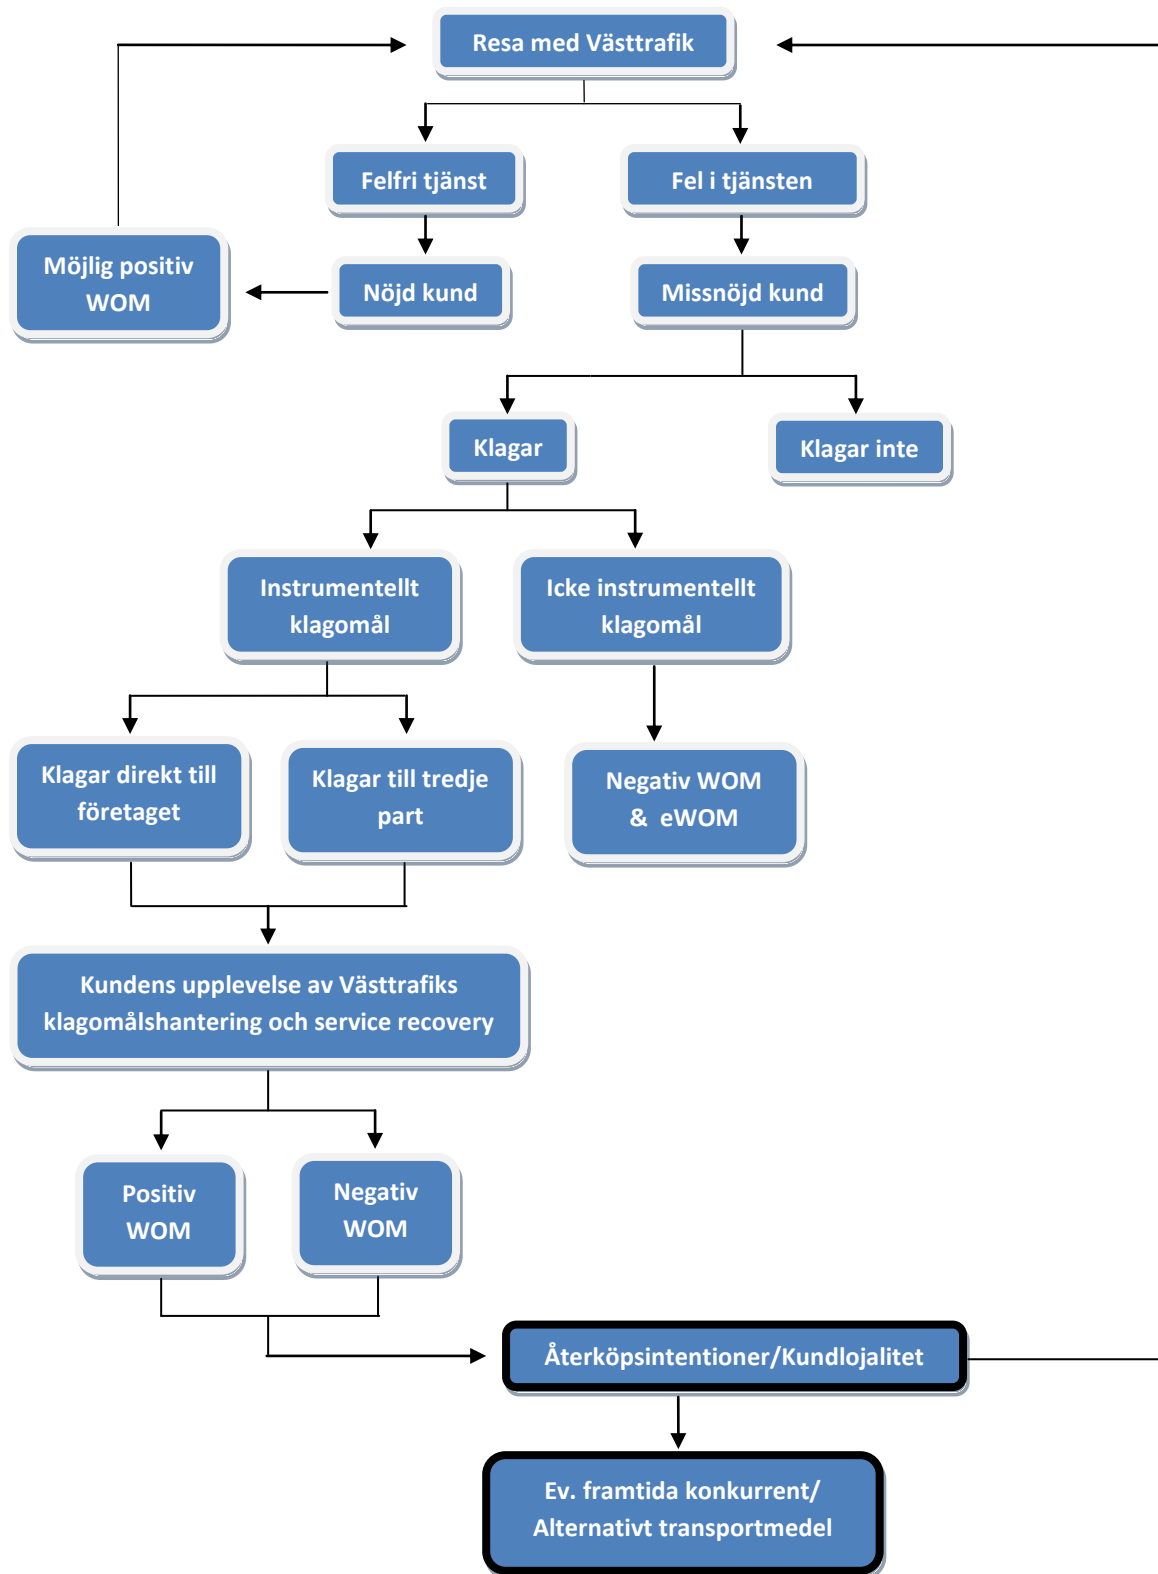 Resa med Västtrafik
Felfri tjänst
Fel i tjänsten
Möjlig positiv
WOM
Nöjd kund
Missnöjd kund
Klagar
Klagar inte
Instrumentellt
klagomål
Icke instrumentellt
klagomål
Klagar direkt till
företaget
Klagar till tredje
part
Negativ WOM
& eWOM
Kundens upplevelse av Västtrafiks
klagomålshantering och service recovery
Positiv
WOM
Negativ
WOM
Återköpsintentioner/Kundlojalitet
Ev. framtida konkurrent/
Alternativt transportmedel